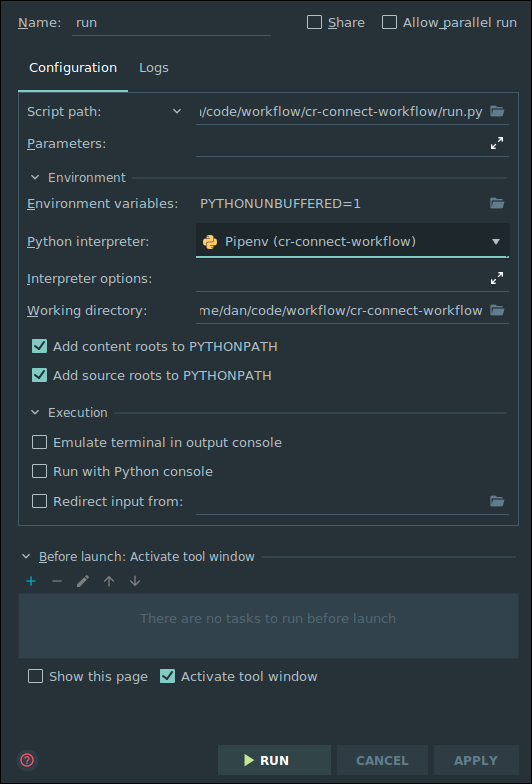 Name: run Share Allow parallel run
Configuration Logs
Script path: /code/workflow/cr-connect-workflow/run.py
Parameters:
Environment
Environment variables: PYTHONUNBUFFERED=1
Python interpreter: Pipenv (cr-connect-workflow)
Interpreter options:
Working directory: me/dan/code/workflow/cr-connect-workflow
Add content roots to PYTHONPATH
Add source roots to PYTHONPATH
Execution
Emulate terminal in output console
Run with Python console
Redirect input from:
Before launch: Activate tool window
There are no tasks to run before launch
Show this page Activate tool window
? RUN CANCEL APPLY